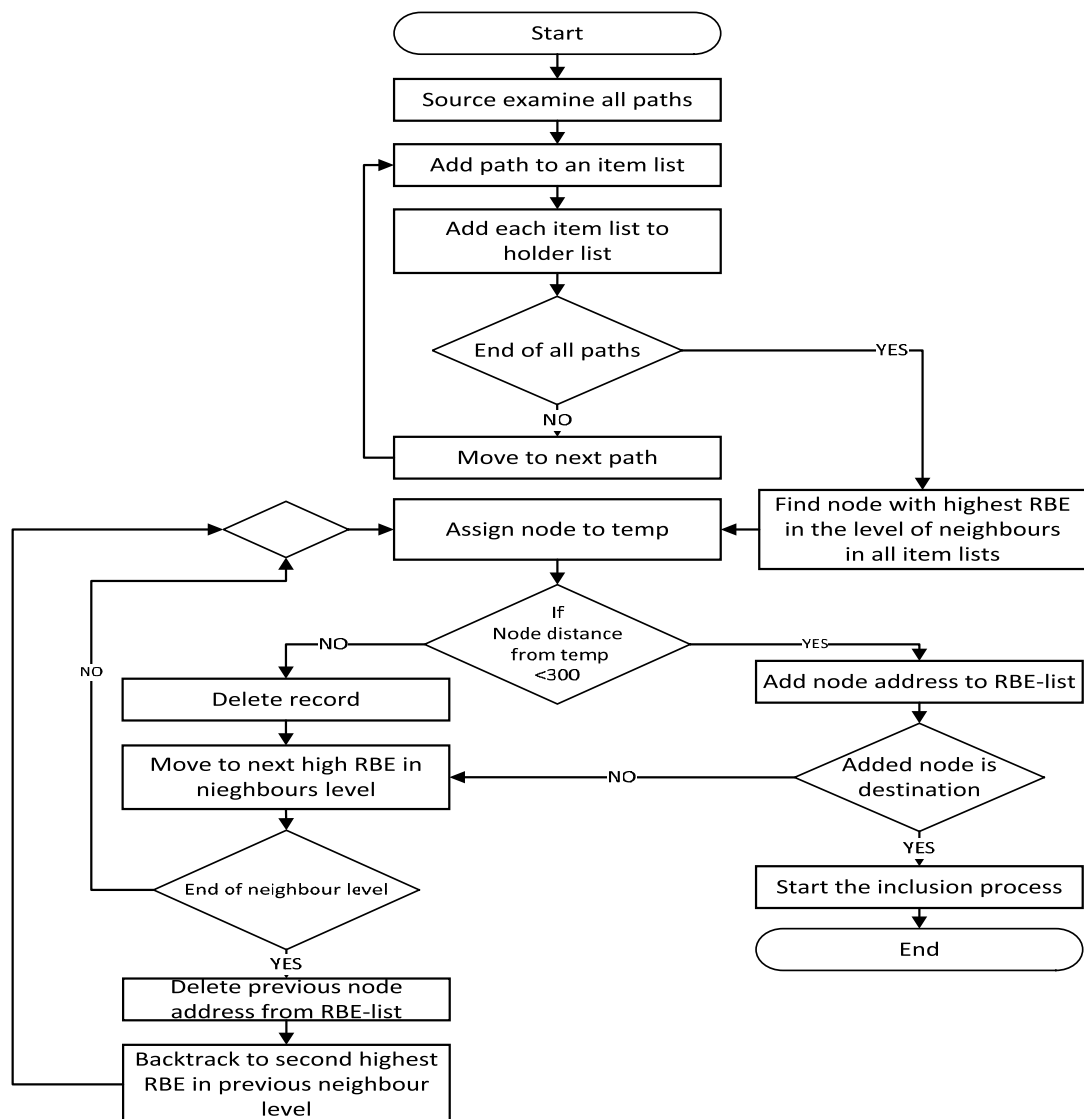 Start
Source examine all paths
Add path to an item list
Add each item list to
holder list
End of all paths
YES
NO
Move to next path
Assign node to temp
Find node with highest RBE
in the level of neighbours
in all item lists
If
Node distance
from temp
<300
NO
YES
NO
Delete record
Add node address to RBE-list
Move to next high RBE in
nieghbours level
NO
Added node is
destination
YES
End of neighbour level
Start the inclusion process
End
YES
Delete previous node
address from RBE-list
Backtrack to second highest
RBE in previous neighbour
level